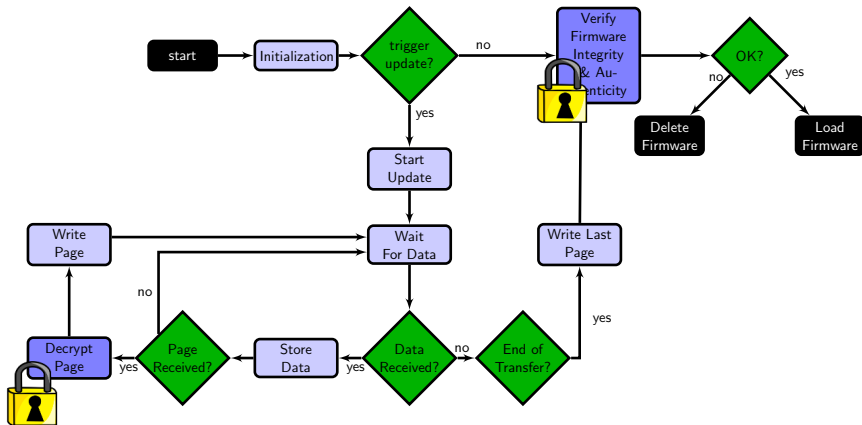 start
Initialization
trigger
update?
no
Verify
Firmware
Integrity
& Au-
enticity
OK?
no
yes
Delete
Firmware
Load
Firmware
yes
Start
Update
Write
Page
Wait
For Data
Write Last
Page
no
yes
Decrypt
Page
yes
Page
Received?
Store
Data
yes
Data
Received?
no
End of
Transfer?